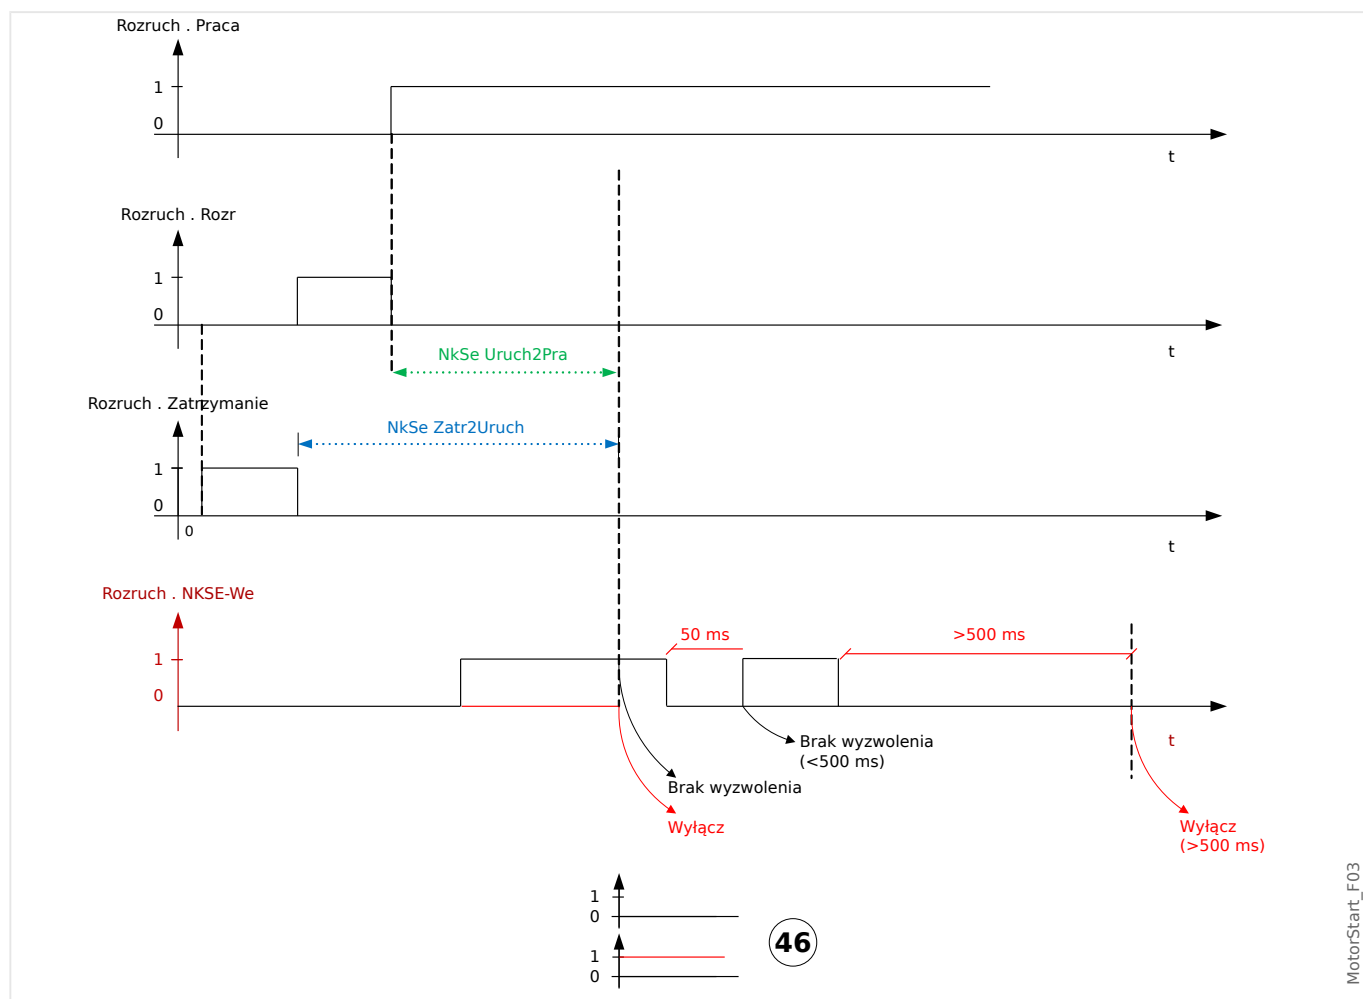 Rozruch . Praca
1
0
t
Rozruch . Rozr
1
0
t
NkSe Uruch2Pra
Rozruch . Zatrzymanie
NkSe Zatr2Uruch
1
0
0
t
Rozruch . NKSE-We
50 ms
>500 ms
1
0
t
Brak wyzwolenia
(<500 ms)
Brak wyzwolenia
Wyłącz
Wyłącz
(>500 ms)
1
0
46
1
0
MotorStart_F03